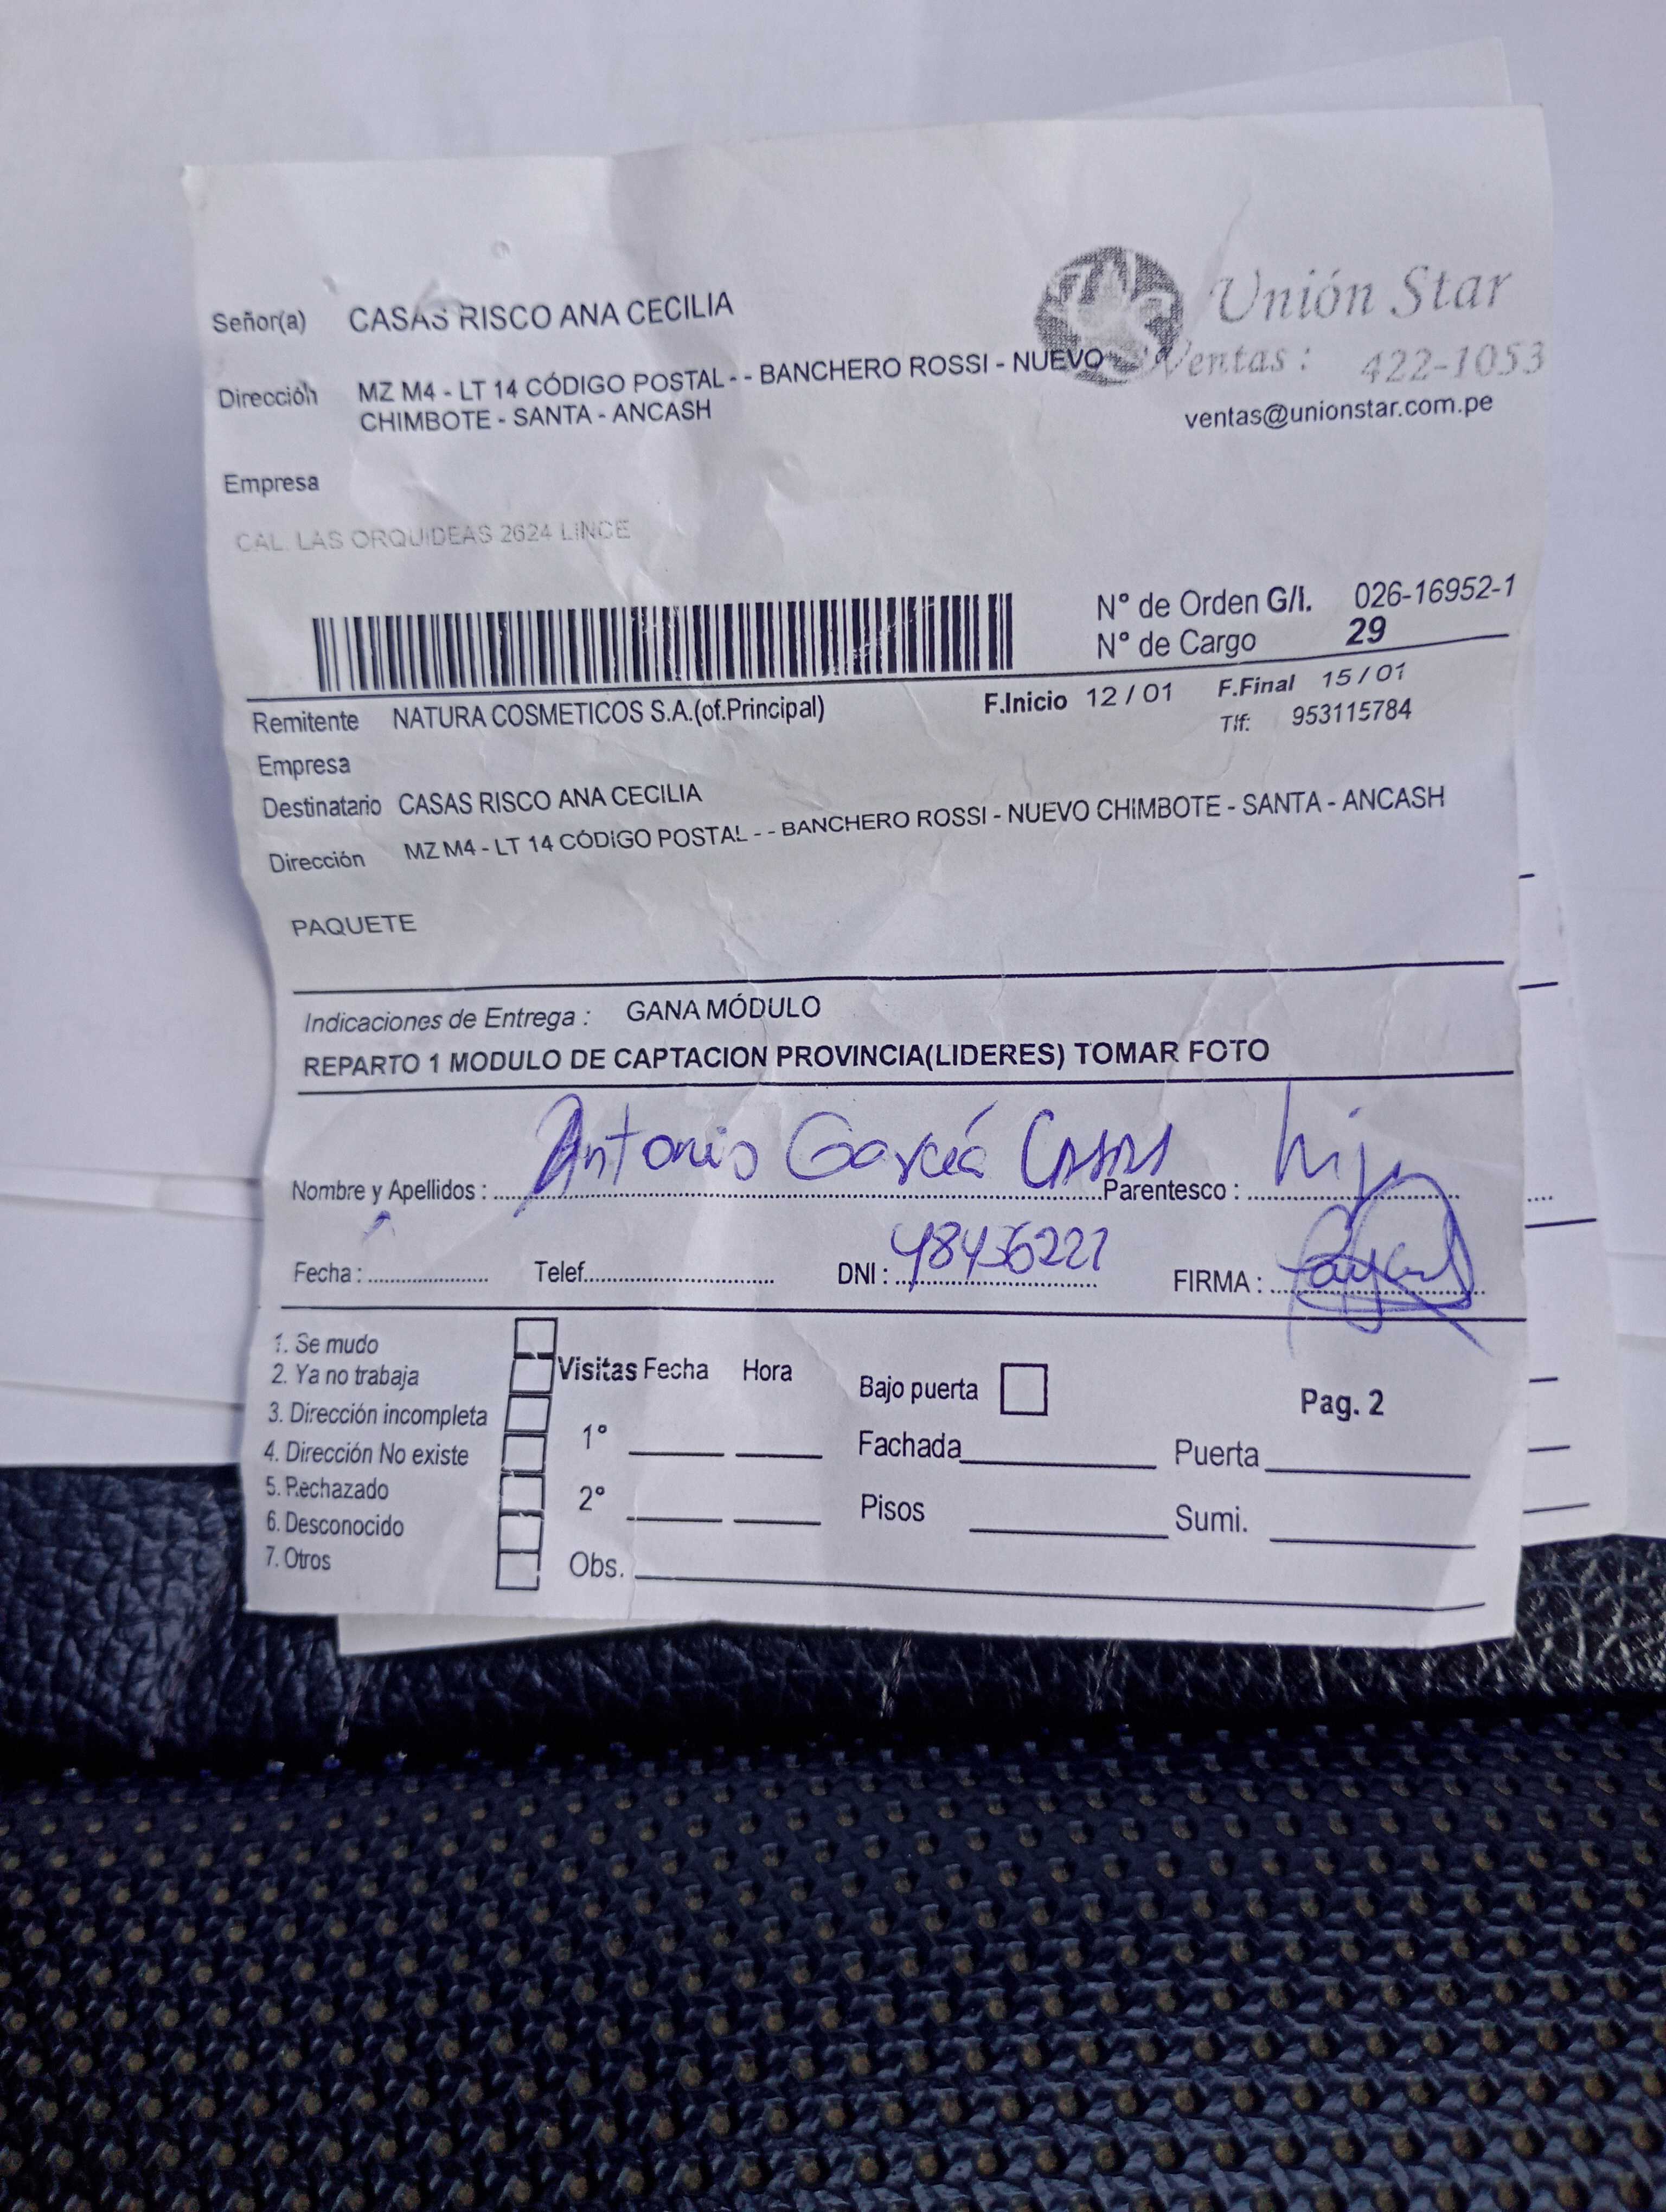 Unión Star
Señor(a) CASAS RISCO ANA CECILIA
Ventas : 422-1053
Dirección MZ M4 - LT 14 CÓDIGO POSTAL - - BANCHERO ROSSI - NUEVO
CHIMBOTE - SANTA - ANCASH
ventas@unionstar.com.pe
Empresa
CAL. LAS ORQUIDEAS 2624 LINCE
N° de Orden G/I. 026-16952-1
N° de Cargo 29
Remitente NATURA COSMETICOS S.A.(of.Principal) F.Inicio 12 / 01 F.Final 15 / 01
Tlf: 953115784
Empresa
Destinatario CASAS RISCO ANA CECILIA
Dirección MZ M4 - LT 14 CÓDIGO POSTAL - - BANCHERO ROSSI - NUEVO CHIMBOTE - SANTA - ANCASH
PAQUETE
Indicaciones de Entrega : GANA MÓDULO
REPARTO 1 MODULO DE CAPTACION PROVINCIA(LIDERES) TOMAR FOTO
Nombre y Apellidos : Antonio García Casas Parentesco : hijo
Fecha : Telef. DNI : 48456221 FIRMA :
1. Se mudo
2. Ya no trabaja
3. Dirección incompleta
4. Dirección No existe
5. Rechazado
6. Desconocido
7. Otros
Visitas Fecha Hora
1°
2°
Obs.
Bajo puerta
Pag. 2
Fachada Puerta
Pisos Sumi.